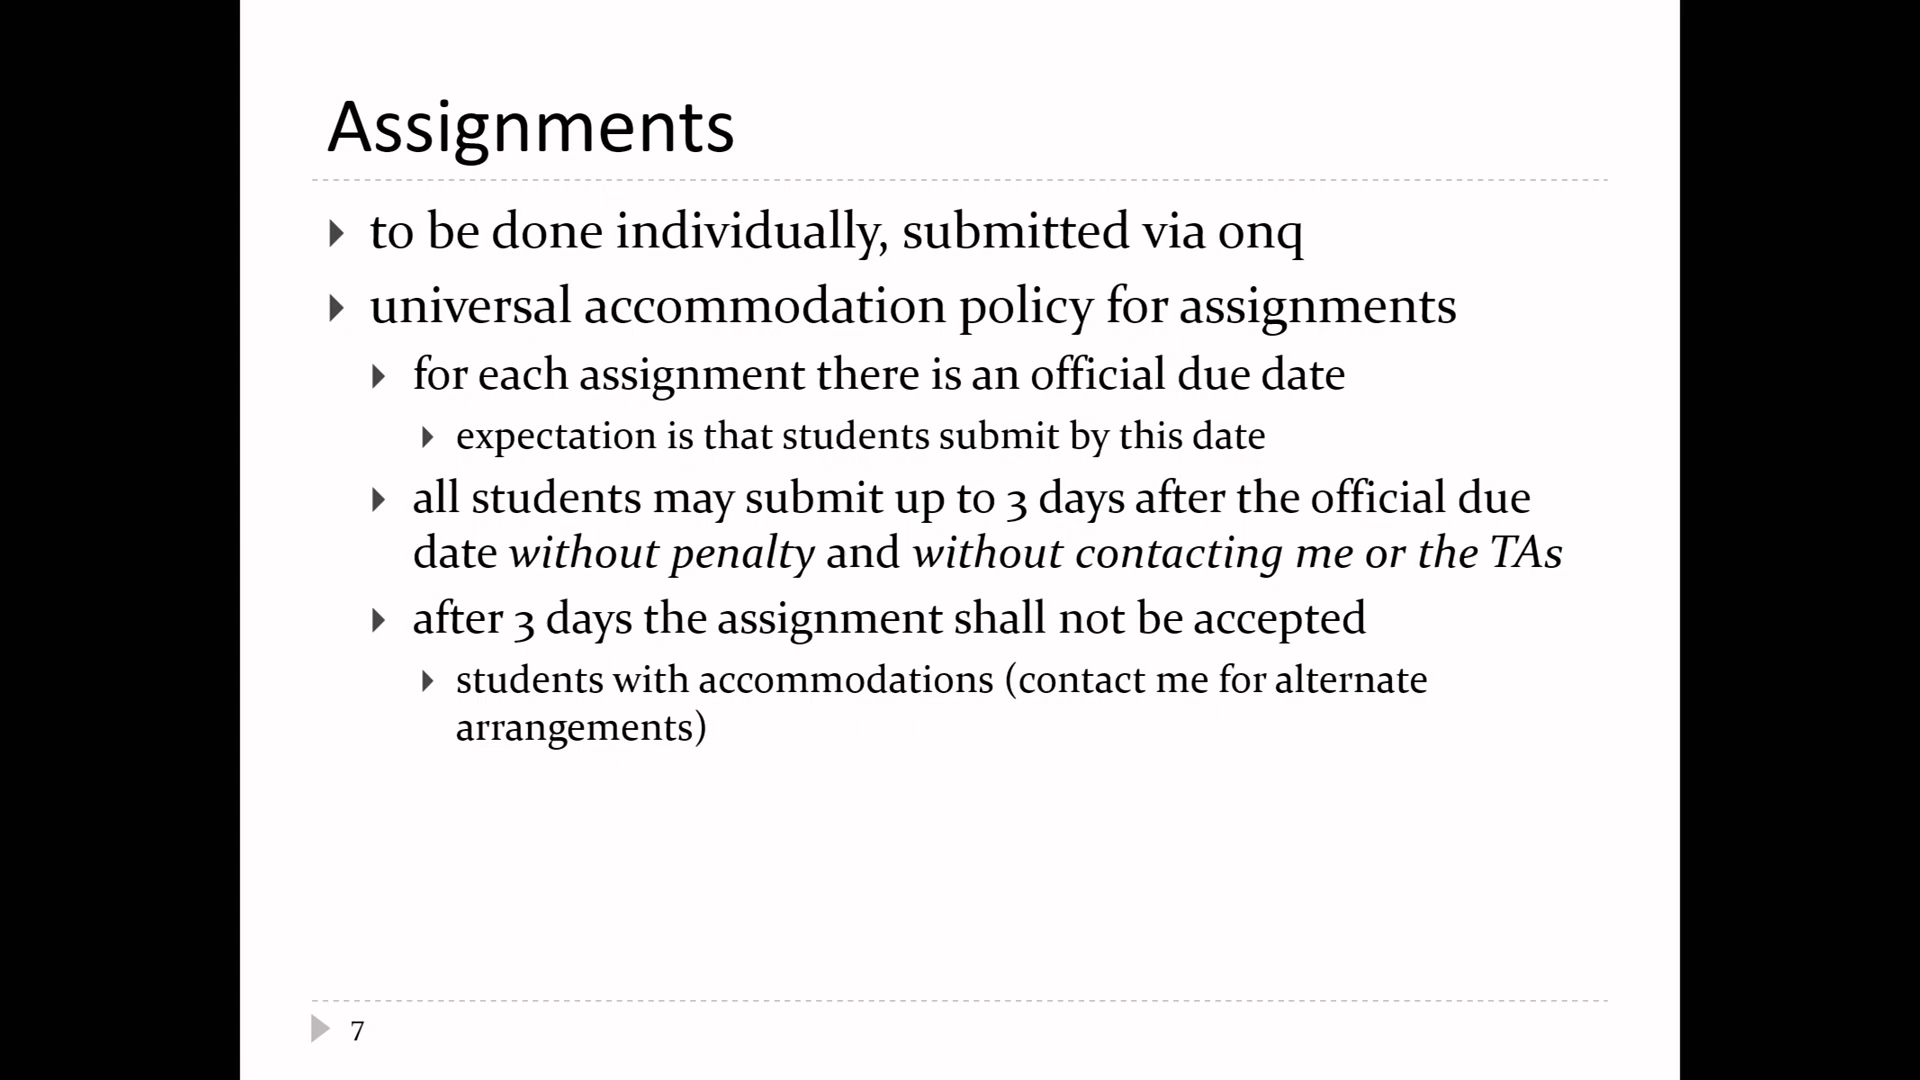 Assignments
to be done individually, submitted via onq
universal accommodation policy for assignments
for each assignment there is an official due date
expectation is that students submit by this date
all students may submit up to 3 days after the official due
date without penalty and without contacting me or the TAs
after 3 days the assignment shall not be accepted
students with accommodations (contact me for alternate
arrangements)
7